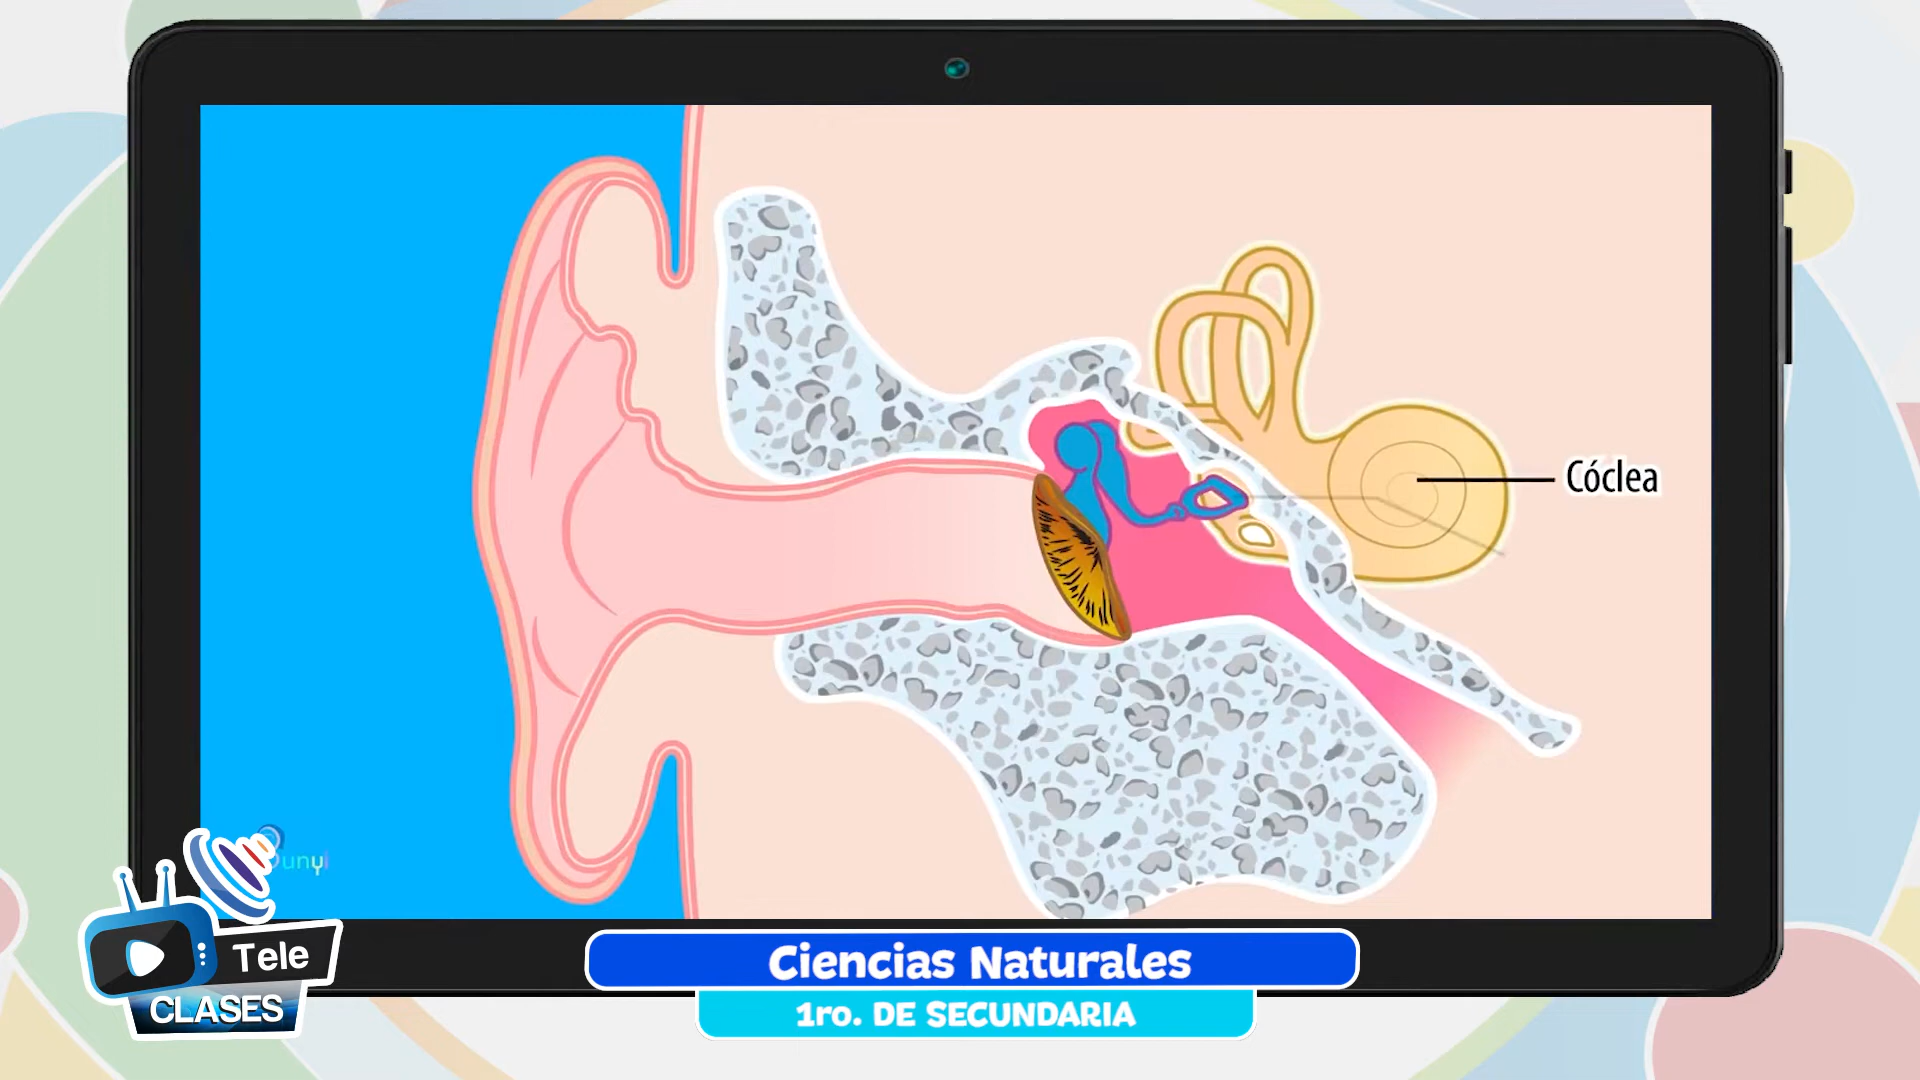 Cóclea
Tele
CLASES
Ciencias Naturales
1ro. DE SECUNDARIA